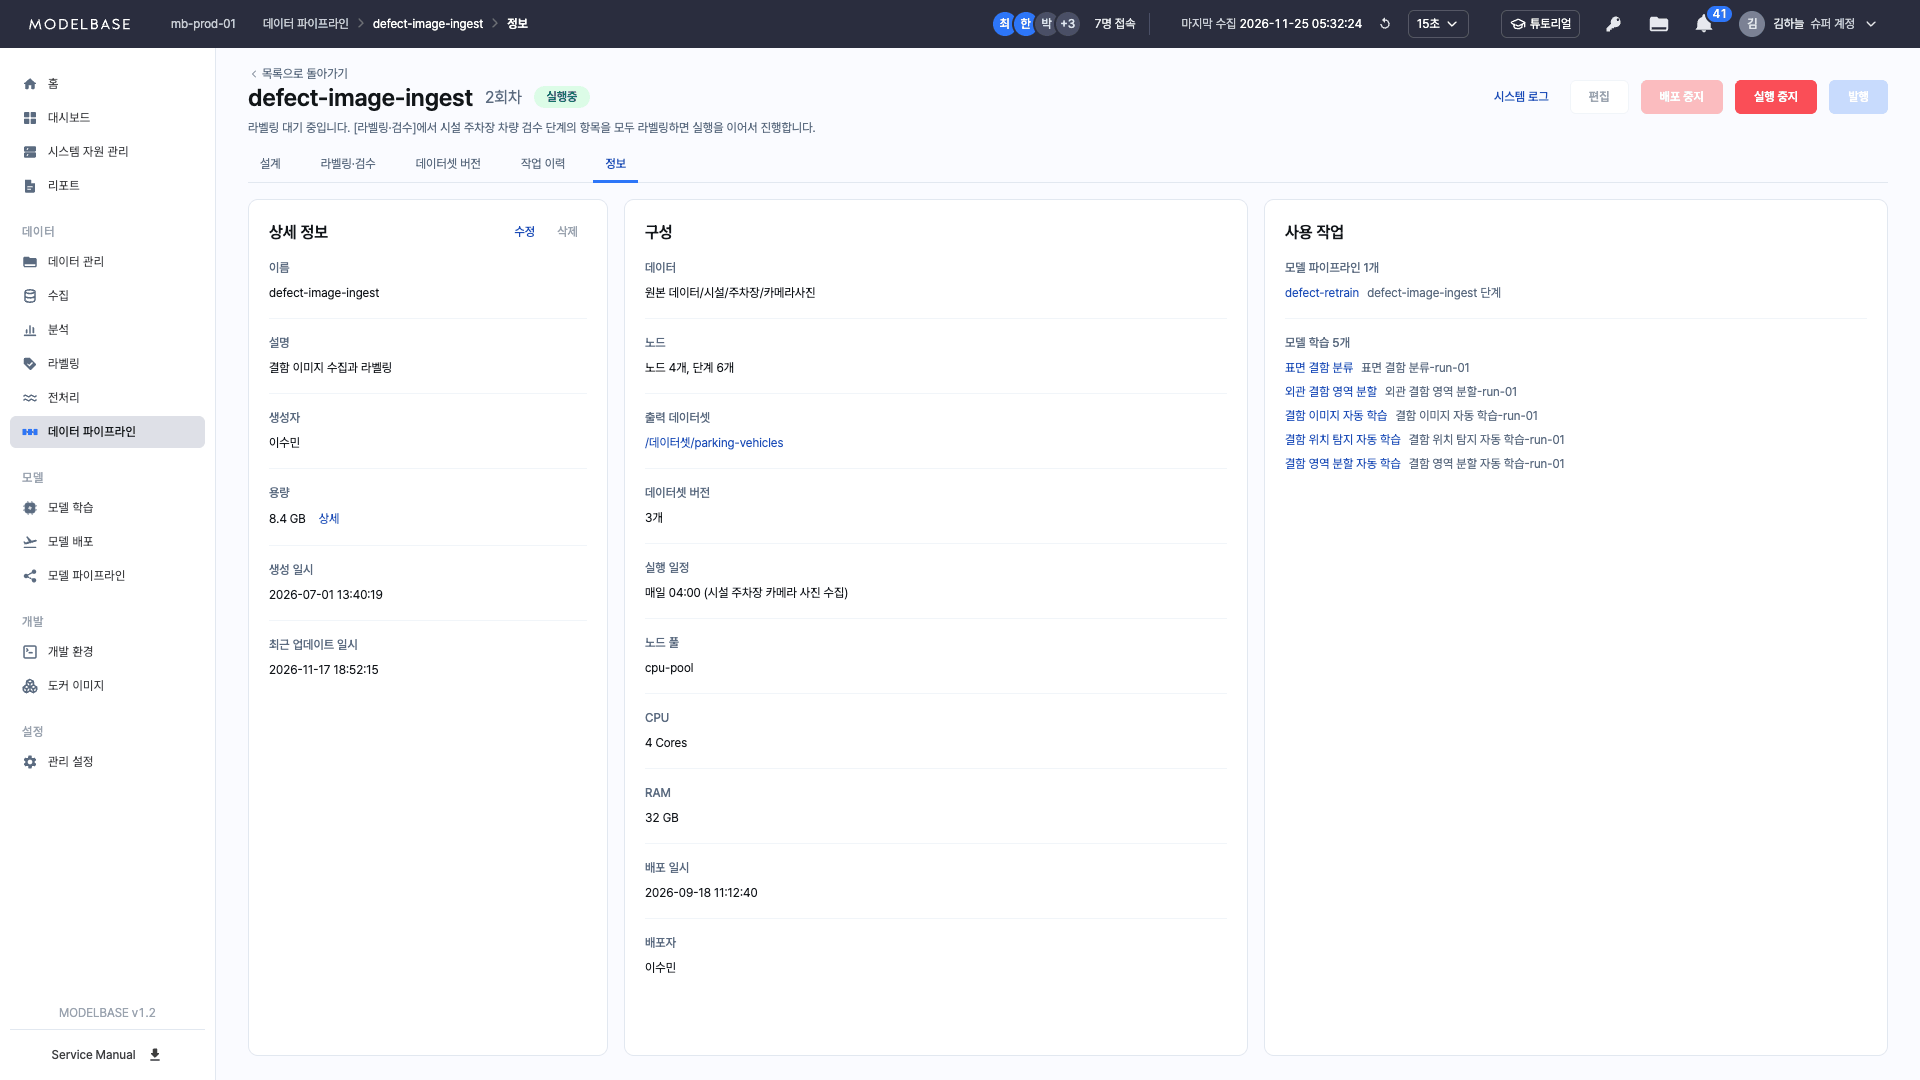 MODELBASE
mb-prod-01
데이터 파이프라인
defect-image-ingest
정보
최
한
박
+3
7명 접속
마지막 수집 2026-11-25 05:32:24
15초
튜토리얼
41
김
김하늘 슈퍼 계정
홈
대시보드
시스템 자원 관리
리포트
데이터
데이터 관리
수집
분석
라벨링
전처리
데이터 파이프라인
모델
모델 학습
모델 배포
모델 파이프라인
개발
개발 환경
도커 이미지
설정
관리 설정
MODELBASE v1.2
Service Manual
목록으로 돌아가기
defect-image-ingest 2회차 실행중
라벨링 대기 중입니다. [라벨링·검수]에서 시설 주차장 차량 검수 단계의 항목을 모두 라벨링하면 실행을 이어서 진행합니다.
시스템 로그
편집
배포 중지
실행 중지
발행
설계
라벨링·검수
데이터셋 버전
작업 이력
정보
상세 정보
수정
삭제
이름
defect-image-ingest
설명
결함 이미지 수집과 라벨링
생성자
이수민
용량
8.4 GB 상세
생성 일시
2026-07-01 13:40:19
최근 업데이트 일시
2026-11-17 18:52:15
구성
데이터
원본 데이터/시설/주차장/카메라사진
노드
노드 4개, 단계 6개
출력 데이터셋
/데이터셋/parking-vehicles
데이터셋 버전
3개
실행 일정
매일 04:00 (시설 주차장 카메라 사진 수집)
노드 풀
cpu-pool
CPU
4 Cores
RAM
32 GB
배포 일시
2026-09-18 11:12:40
배포자
이수민
사용 작업
모델 파이프라인 1개
defect-retrain defect-image-ingest 단계
모델 학습 5개
표면 결함 분류 표면 결함 분류-run-01
외관 결함 영역 분할 외관 결함 영역 분할-run-01
결함 이미지 자동 학습 결함 이미지 자동 학습-run-01
결함 위치 탐지 자동 학습 결함 위치 탐지 자동 학습-run-01
결함 영역 분할 자동 학습 결함 영역 분할 자동 학습-run-01